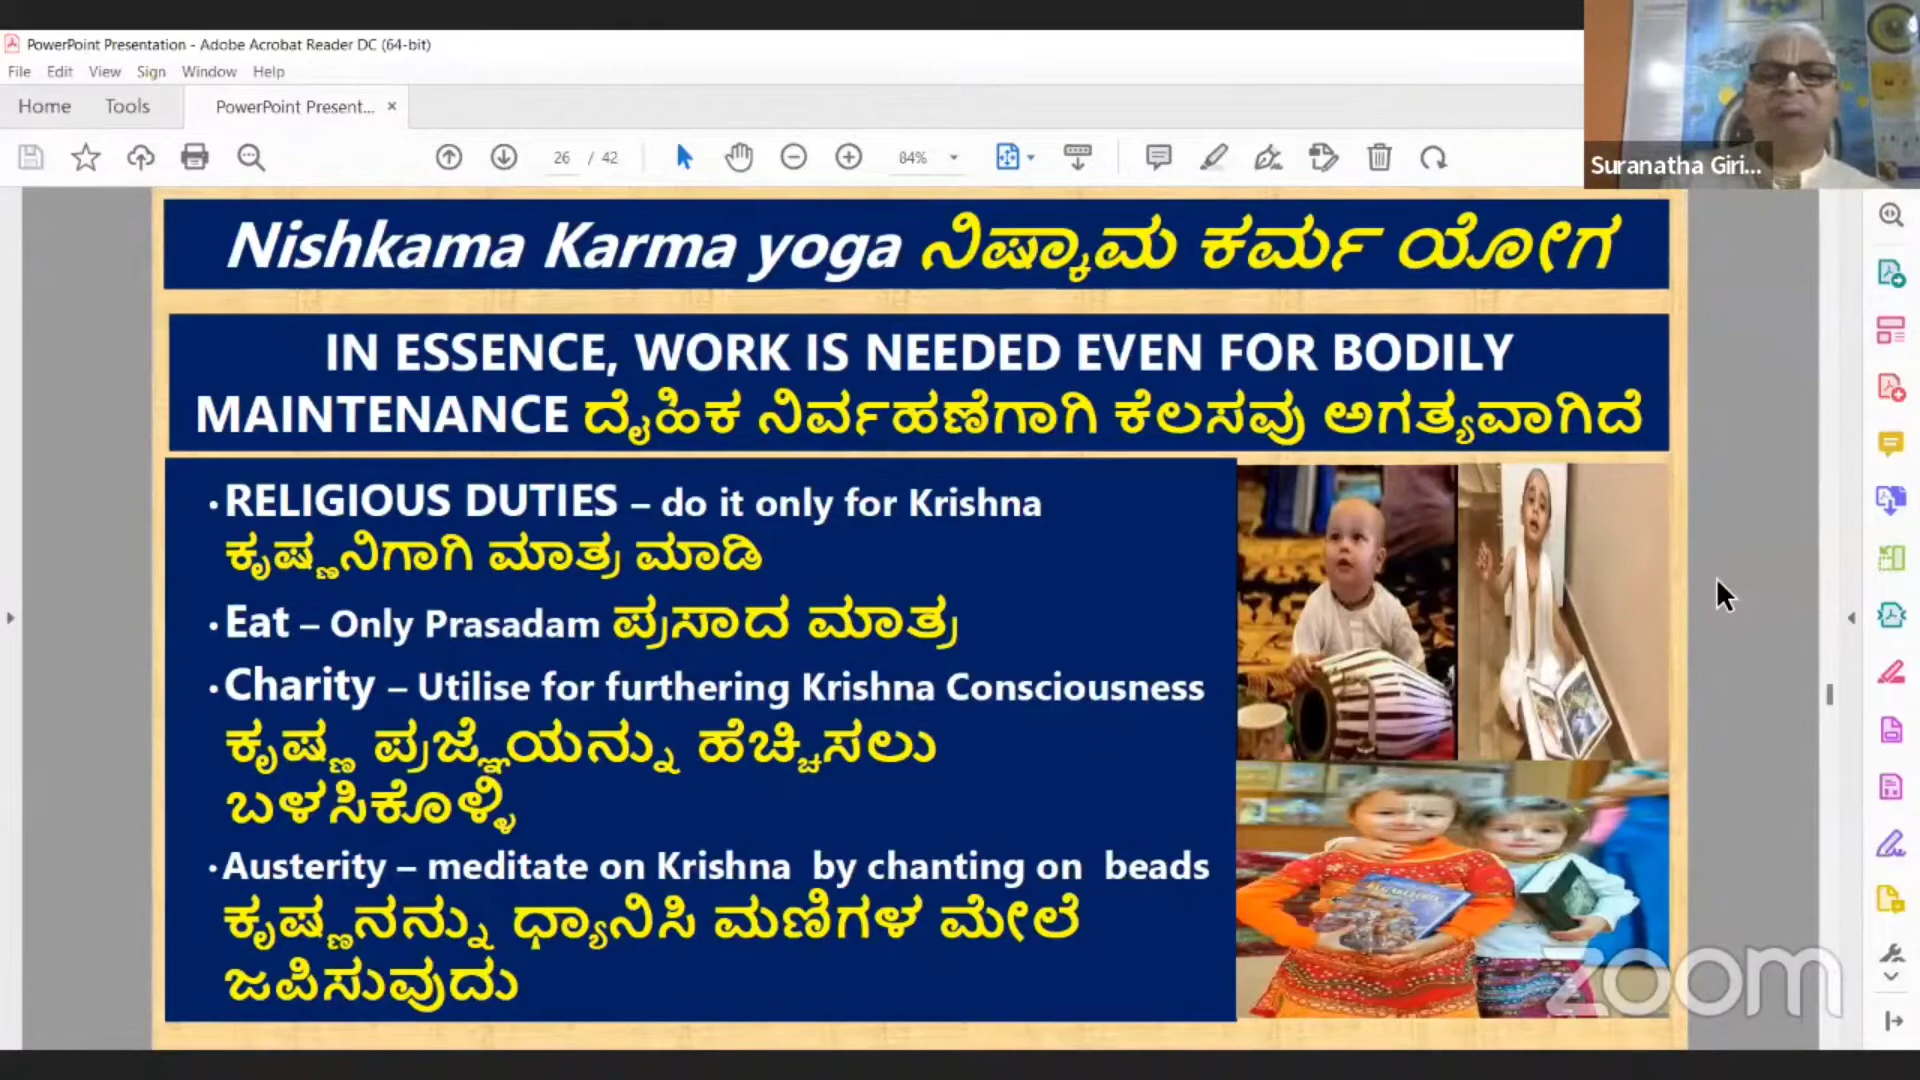 PowerPoint Presentation - Adobe Acrobat Reader DC (64-bit)
File Edit View Sign Window Help
Home Tools PowerPoint Present... ×
26 / 42 84%
Suranatha Giri...
Nishkama Karma yoga ನಿಷ್ಕಾಮ ಕರ್ಮ ಯೋಗ
IN ESSENCE, WORK IS NEEDED EVEN FOR BODILY
MAINTENANCE ದೈಹಿಕ ನಿರ್ವಹಣೆಗಾಗಿ ಕೆಲಸವು ಅಗತ್ಯವಾಗಿದೆ
• RELIGIOUS DUTIES – do it only for Krishna
ಕೃಷ್ಣನಿಗಾಗಿ ಮಾತ್ರ ಮಾಡಿ
• Eat – Only Prasadam ಪ್ರಸಾದ ಮಾತ್ರ
• Charity – Utilise for furthering Krishna Consciousness
ಕೃಷ್ಣ ಪ್ರಜ್ಞೆಯನ್ನು ಹೆಚ್ಚಿಸಲು
ಬಳಸಿಕೊಳ್ಳಿ
• Austerity – meditate on Krishna by chanting on beads
ಕೃಷ್ಣನನ್ನು ಧ್ಯಾನಿಸಿ ಮಣಿಗಳ ಮೇಲೆ
ಜಪಿಸುವುದು
zoom